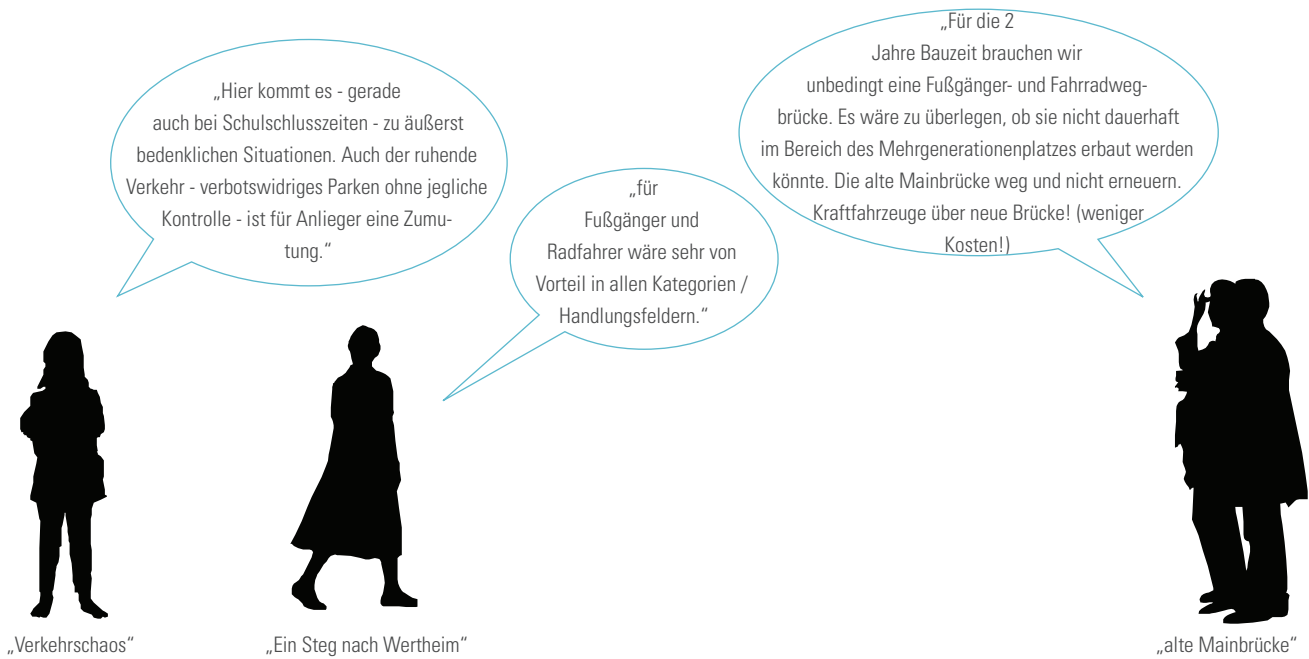 „Hier kommt es - gerade
auch bei Schulschlusszeiten - zu äußerst
bedenklichen Situationen. Auch der ruhende
Verkehr - verbotswidriges Parken ohne jegliche
Kontrolle - ist für Anlieger eine Zumu-
tung.“
„für
Fußgänger und
Radfahrer wäre sehr von
Vorteil in allen Kategorien /
Handlungsfeldern.“
„Für die 2
Jahre Bauzeit brauchen wir
unbedingt eine Fußgänger- und Fahrradweg-
brücke. Es wäre zu überlegen, ob sie nicht dauerhaft
im Bereich des Mehrgenerationenplatzes erbaut werden
könnte. Die alte Mainbrücke weg und nicht erneuern.
Kraftfahrzeuge über neue Brücke! (weniger
Kosten!)
„Verkehrschaos“
„Ein Steg nach Wertheim“
„alte Mainbrücke“